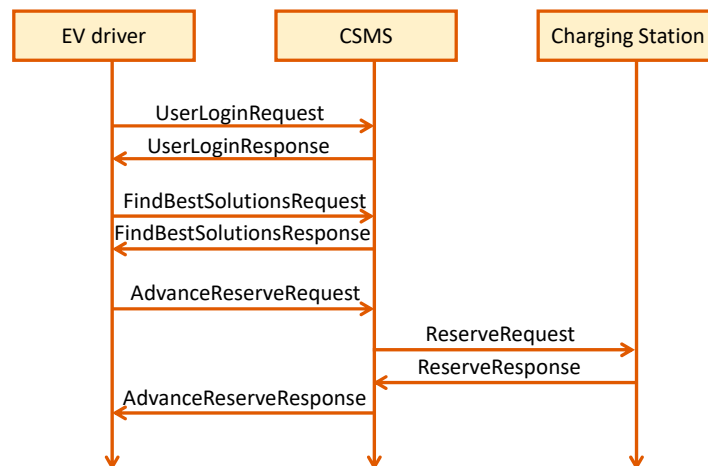 EV driver
CSMS
Charging Station
UserLoginRequest
UserLoginResponse
FindBestSolutionsRequest
FindBestSolutionsResponse
AdvanceReserveRequest
ReserveRequest
ReserveResponse
AdvanceReserveResponse